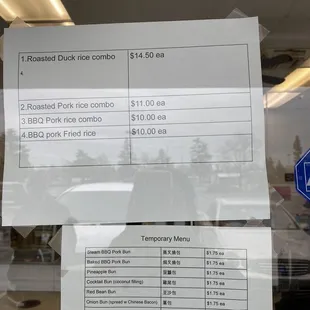 1.Roasted Duck rice combo $14.50 ea
4.
2.Roasted Pork rice combo $11.00 ea
3.BBQ Pork rice combo $10.00 ea
4.BBQ pork Fried rice $10.00 ea
Temporary Menu
Steam BBQ Pork Bun $1.75 ea
Baked BBQ Pork Bun $1.75 ea
Pineapple Bun $1.75 ea
Cocktail Bun (coconut filling) $1.75 ea
Red Bean Bun $1.75 ea
Onion Bun (spread w Chinese Bacon) $1.75 ea